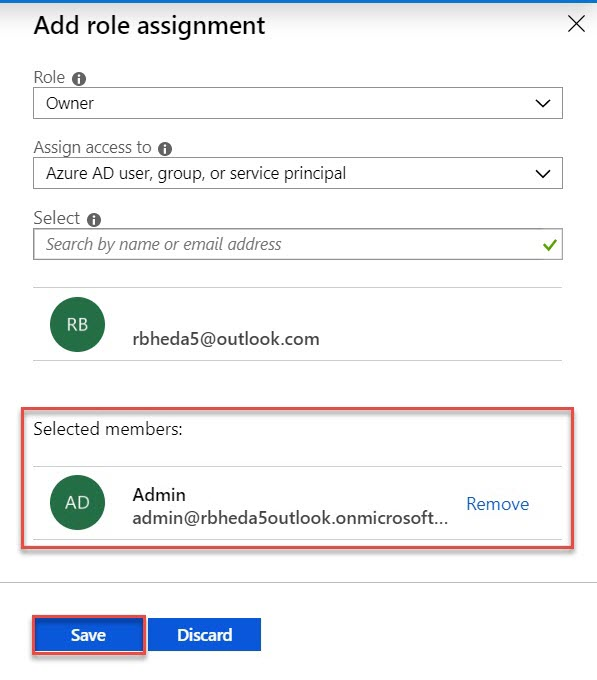 Add role assignment
Role
Owner
Assign access to
Azure AD user, group, or service principal
Select
Search by name or email address
RB
rbheda5@outlook.com
Selected members:
AD
Admin
admin@rbheda5outlook.onmicrosoft...
Remove
Save
Discard